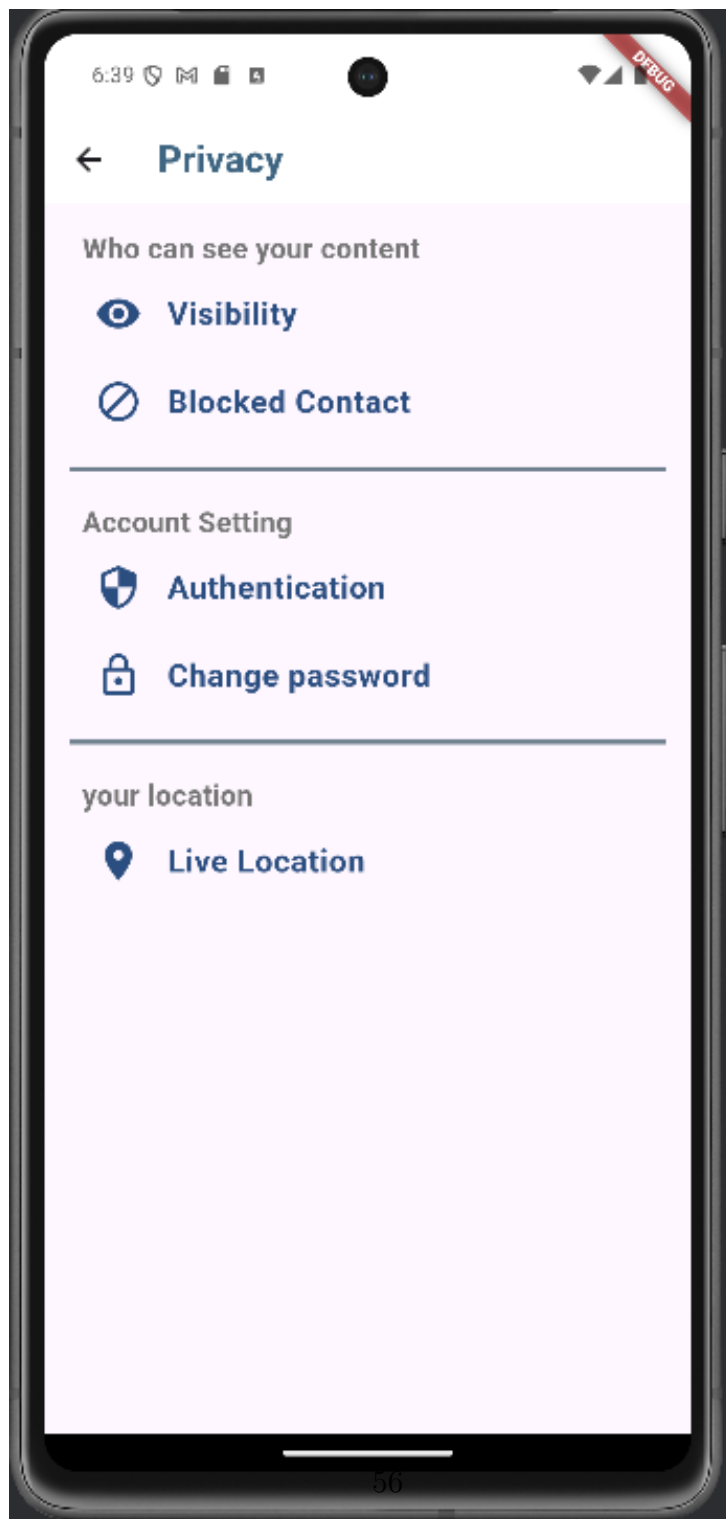 6:39
DEBUG
Privacy
Who can see your content
Visibility
Blocked Contact
Account Setting
Authentication
Change password
your location
Live Location
56